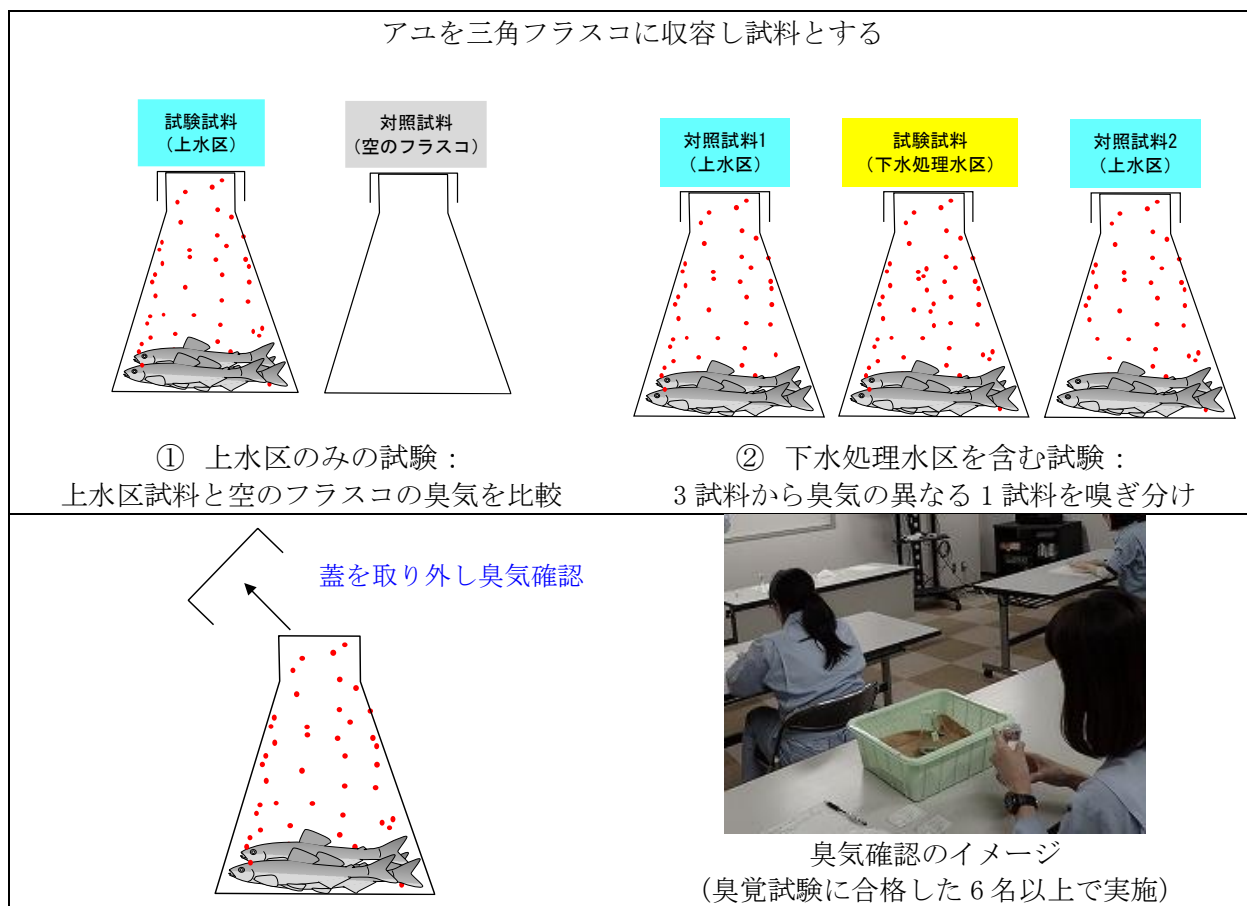 アユを三角フラスコに収容し試料とする
試験試料
(上水区)
対照試料
(空のフラスコ)
対照試料1
(上水区)
試験試料
(下水処理水区)
対照試料2
(上水区)
① 上水区のみの試験:
上水区試料と空のフラスコの臭気を比較
② 下水処理水区を含む試験:
3試料から臭気の異なる1試料を嗅ぎ分け
蓋を取り外し臭気確認
臭気確認のイメージ
(臭覚試験に合格した6名以上で実施)